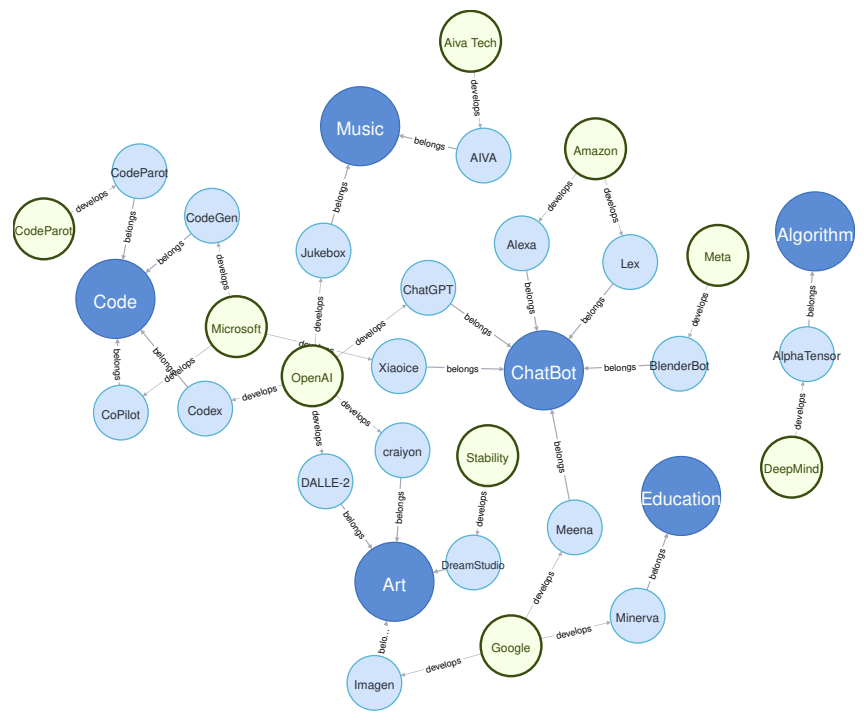 Aiva Tech
develops
Music
belongs
AIVA
Amazon
CodeParot
develops
develops
develops
CodeParot
belongs
CodeGen
belongs
belongs
Alexa
Jukebox
Lex
Meta
Algorithm
develops
ChatGPT
develops
belongs
belongs
belongs
develops
develops
belongs
Code
Microsoft
develops
belongs
develops
OpenAI
Xiaoice
belongs
ChatBot
belongs
BlenderBot
AlphaTensor
belongs
belongs
develops
develops
CoPilot
Codex
develops
develops
develops
craiyon
Stability
belongs
DeepMind
DALLE-2
belongs
belongs
develops
Meena
Education
Art
DreamStudio
develops
belongs
Minerva
belo...
Google
develops
develops
Imagen